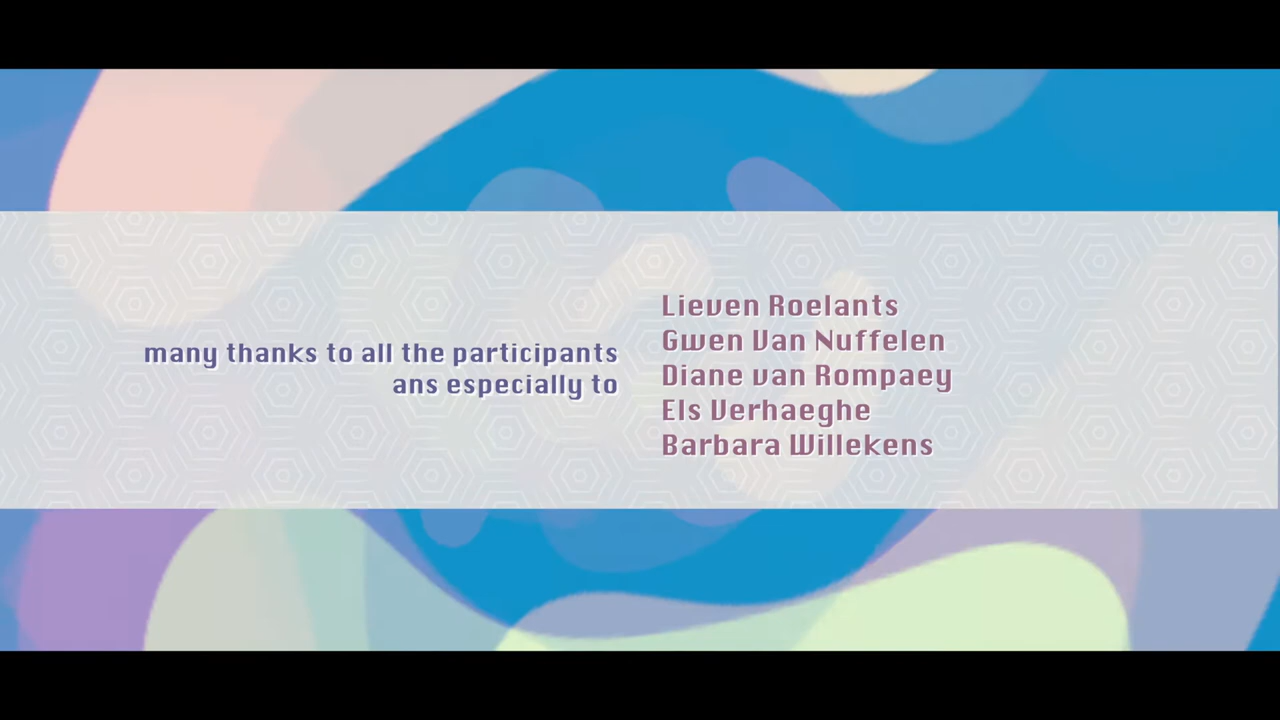 many thanks to all the participants
ans especially to
Lieven Roelants
Gwen Van Nuffelen
Diane van Rompaey
Els Verhaeghe
Barbara Willekens